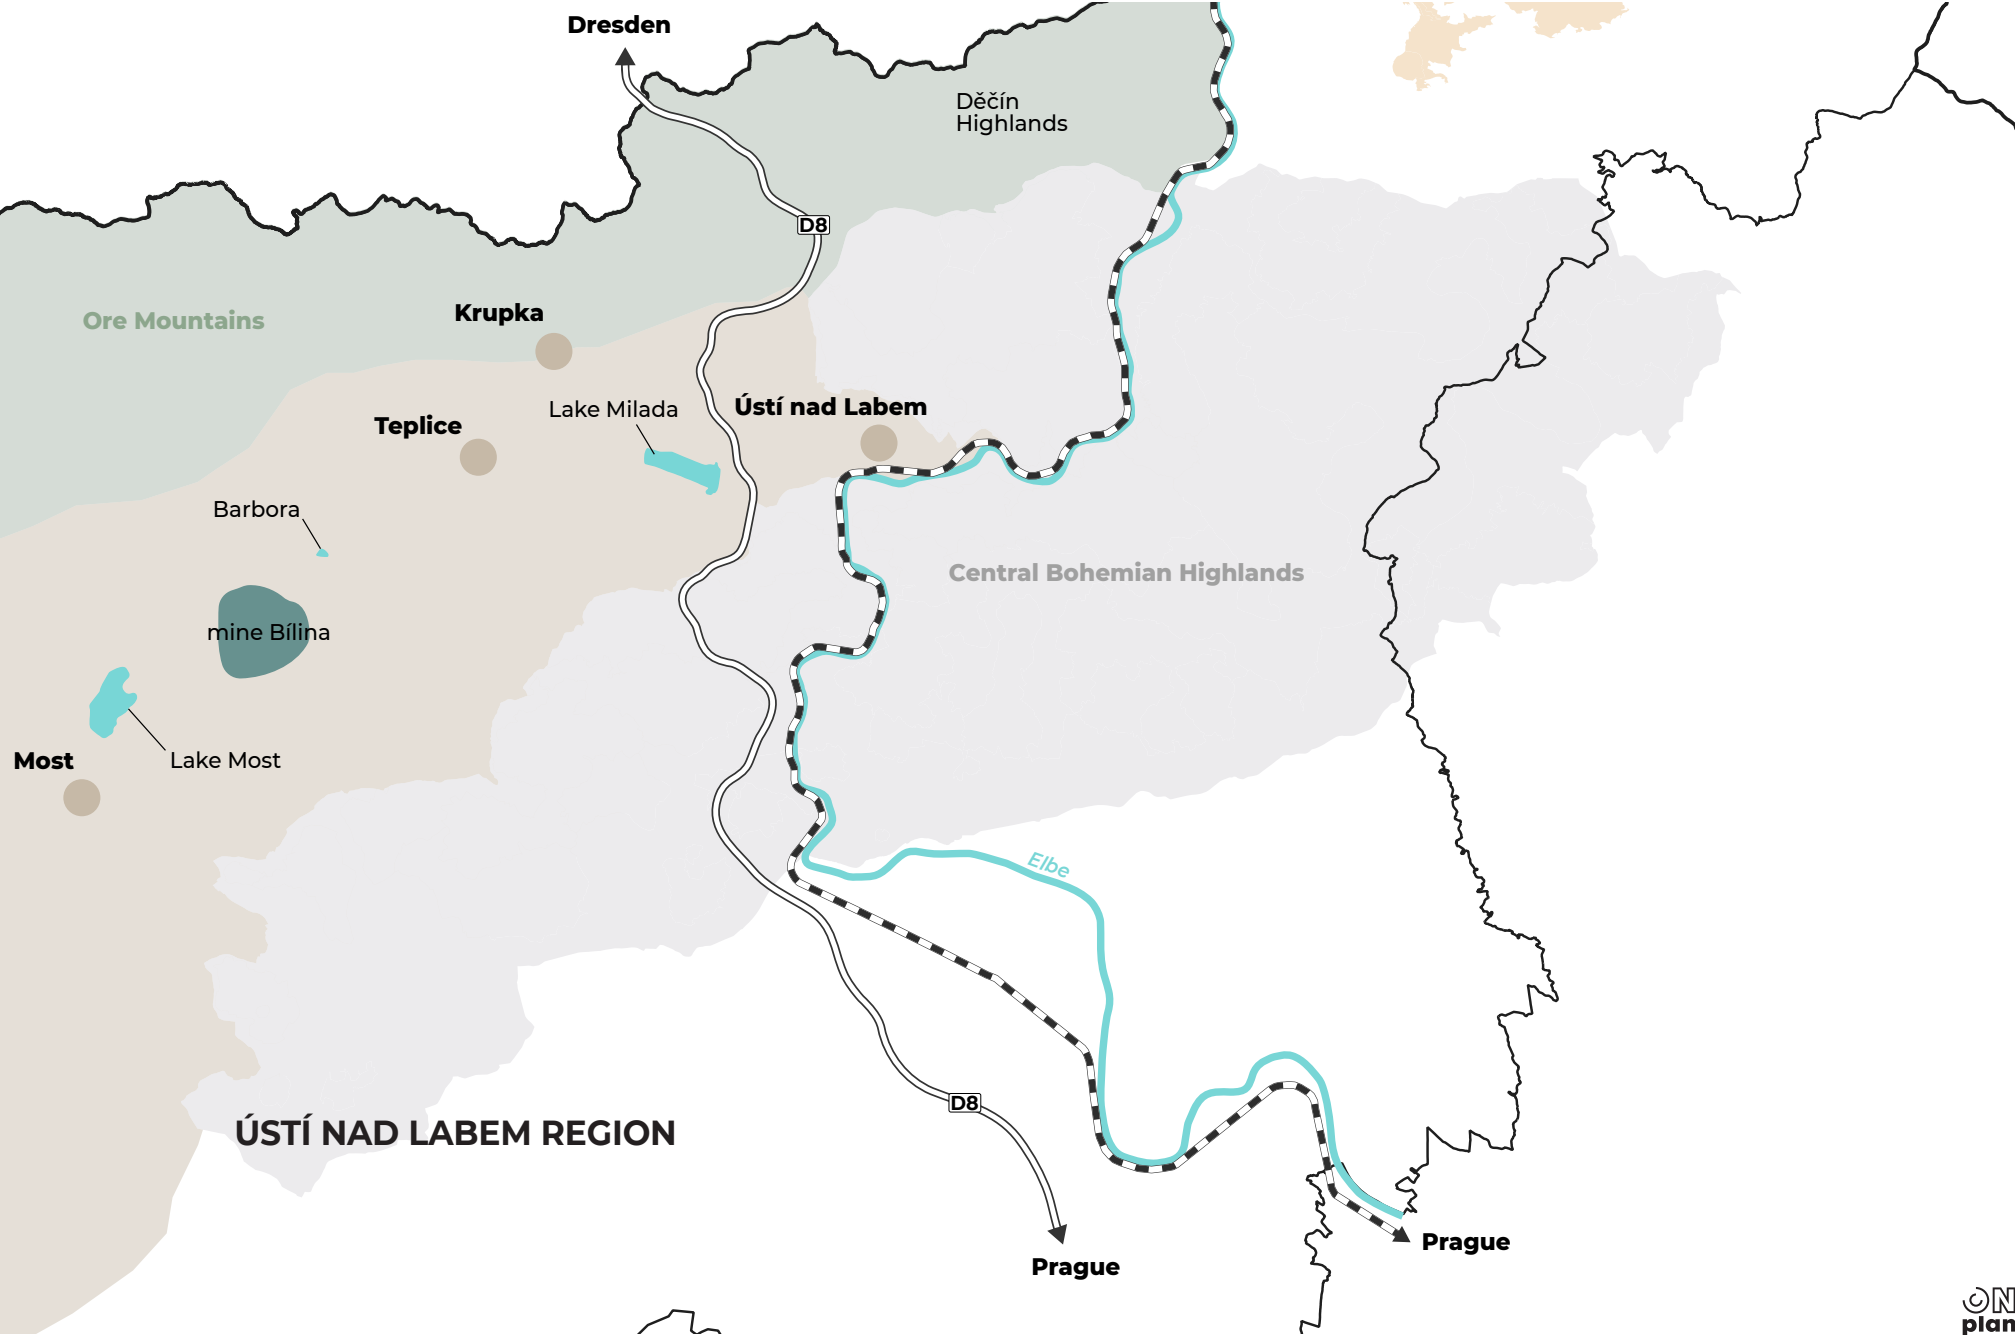 Dresden
Děčín
Highlands
D8
Ore Mountains
Krupka
Lake Milada
Ústí nad Labem
Teplice
Barbora
Central Bohemian Highlands
mine Bílina
Most
Lake Most
Elbe
D8
ÚSTÍ NAD LABEM REGION
Prague
Prague
ON
plan